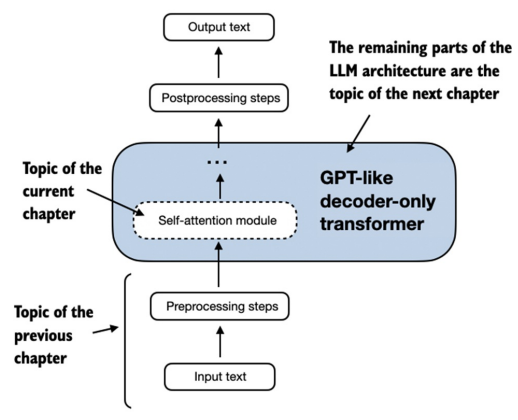 Output text
The remaining parts of the
LLM architecture are the
topic of the next chapter
Postprocessing steps
...
Topic of the
current
chapter
GPT-like
decoder-only
transformer
Self-attention module
Preprocessing steps
Topic of the
previous
chapter
Input text